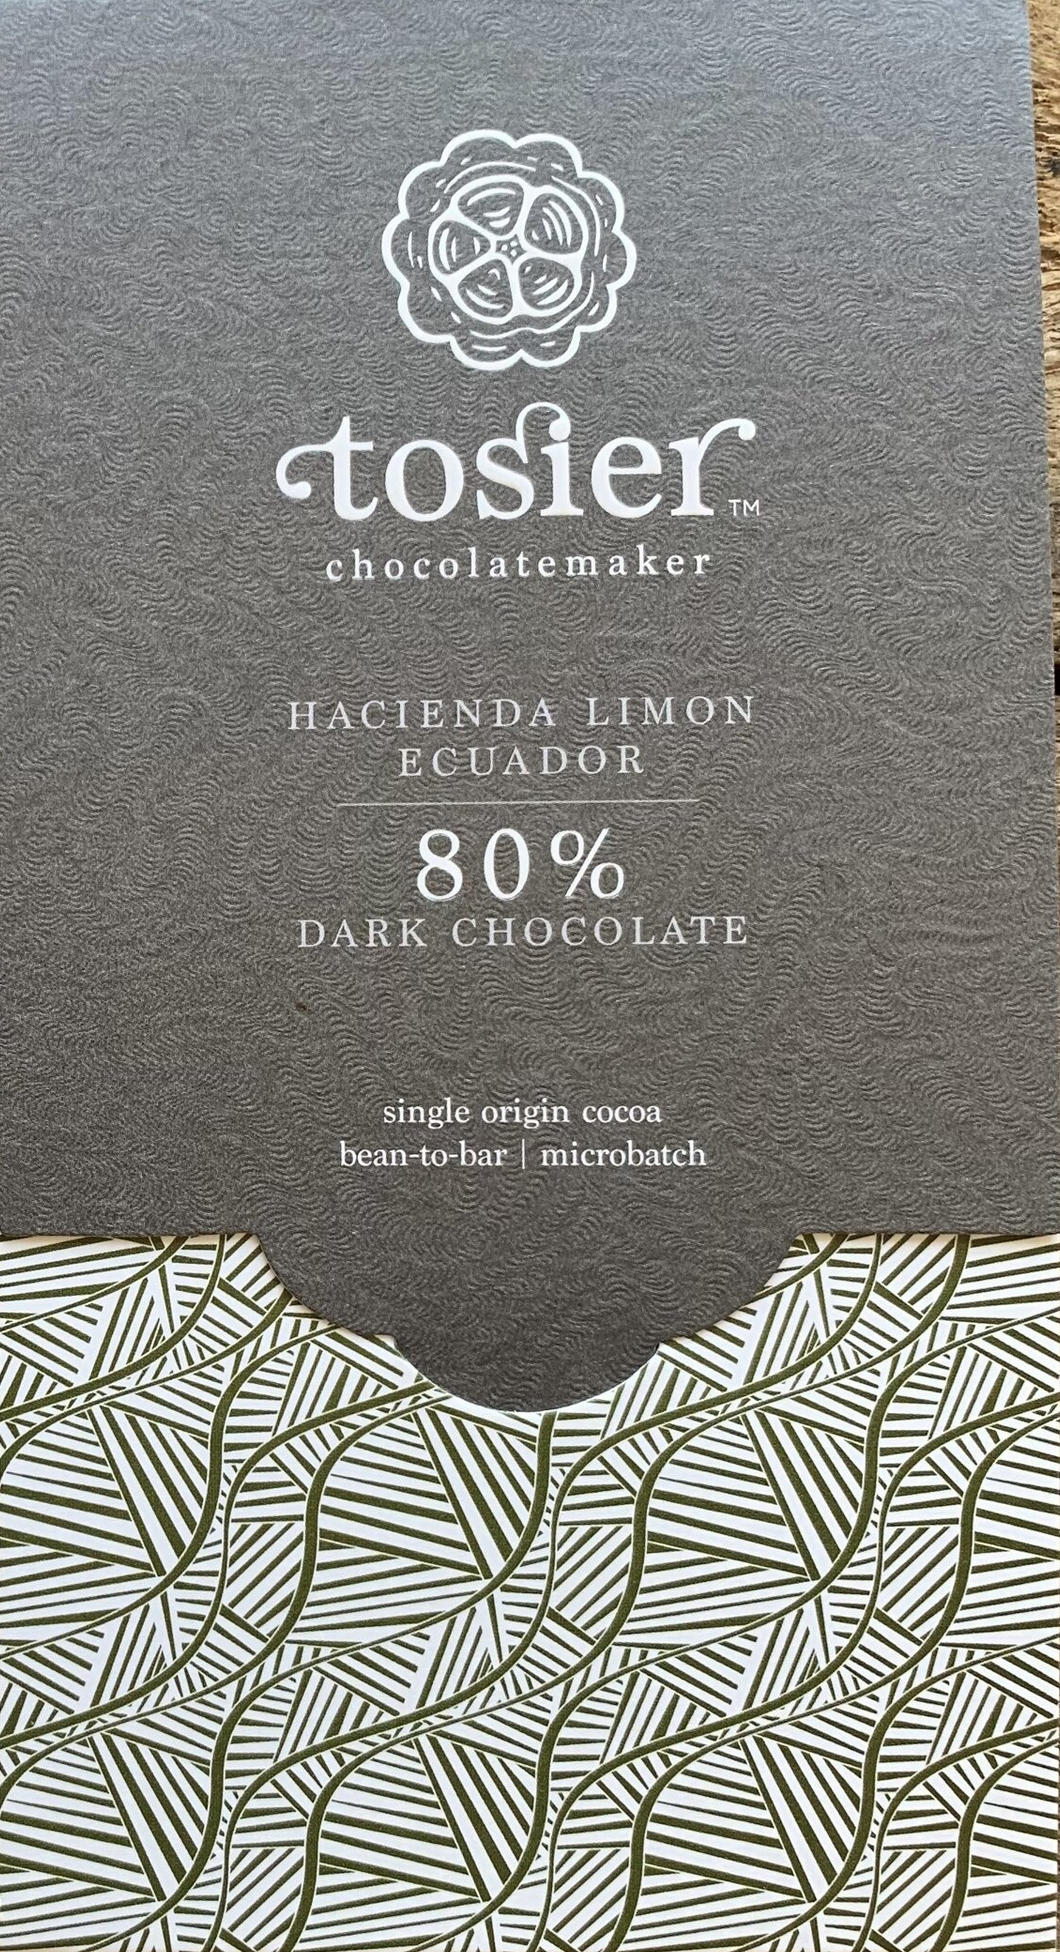 tosier™
chocolatemaker
HACIENDA LIMON
ECUADOR
80%
DARK CHOCOLATE
single origin cocoa
bean-to-bar | microbatch